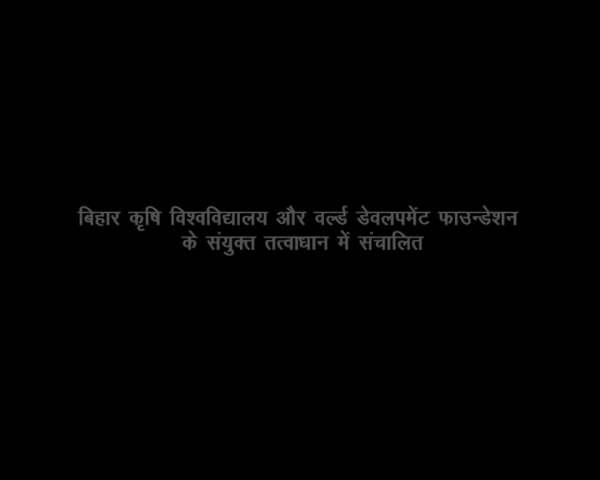 बिहार कृषि विश्वविद्यालय और वर्ल्ड डेवलपमेंट फाउन्डेशन
के संयुक्त तत्वाधान में संचालित